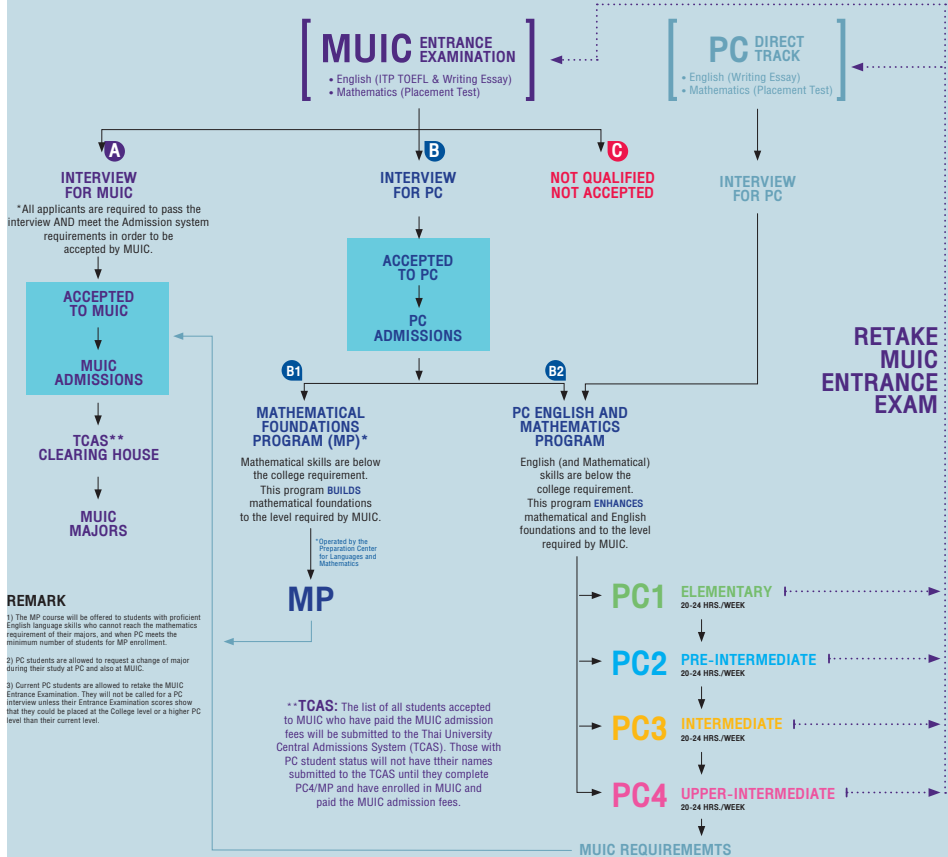 MUIC ENTRANCE EXAMINATION
• English (ITP TOEFL & Writing Essay)
• Mathematics (Placement Test)
PC DIRECT TRACK
• English (Writing Essay)
• Mathematics (Placement Test)
A
INTERVIEW
FOR MUIC
*All applicants are required to pass the
interview AND meet the Admission system
requirements in order to be
accepted by MUIC.
ACCEPTED
TO MUIC
MUIC
ADMISSIONS
TCAS**
CLEARING HOUSE
MUIC
MAJORS
B
INTERVIEW
FOR PC
ACCEPTED
TO PC
PC
ADMISSIONS
C
NOT QUALIFIED
NOT ACCEPTED
INTERVIEW
FOR PC
RETAKE
MUIC
ENTRANCE
EXAM
B1
MATHEMATICAL
FOUNDATIONS
PROGRAM (MP)*
Mathematical skills are below
the college requirement.
This program BUILDS
mathematical foundations
to the level required by MUIC.
*Operated by the
Preparation Center
for Languages and
Mathematics
MP
B2
PC ENGLISH AND
MATHEMATICS
PROGRAM
English (and Mathematical)
skills are below the
college requirement.
This program ENHANCES
mathematical and English
foundations and to the level
required by MUIC.
PC1 ELEMENTARY
20-24 HRS./WEEK
PC2 PRE-INTERMEDIATE
20-24 HRS./WEEK
PC3 INTERMEDIATE
20-24 HRS./WEEK
PC4 UPPER-INTERMEDIATE
20-24 HRS./WEEK
MUIC REQUIREMEMTS
REMARK
1) The MP course will be offered to students with proficient
English language skills who cannot reach the mathematics
requirement of their majors, and when PC meets the
minimum number of students for MP enrollment.
2) PC students are allowed to request a change of major
during their study at PC and also at MUIC.
3) Current PC students are allowed to retake the MUIC
Entrance Examination. They will not be called for a PC
interview unless their Entrance Examination scores show
that they could be placed at the College level or a higher PC
level than their current level.
**TCAS: The list of all students accepted
to MUIC who have paid the MUIC admission
fees will be submitted to the Thai University
Central Admissions System (TCAS). Those with
PC student status will not have ttheir names
submitted to the TCAS until they complete
PC4/MP and have enrolled in MUIC and
paid the MUIC admission fees.